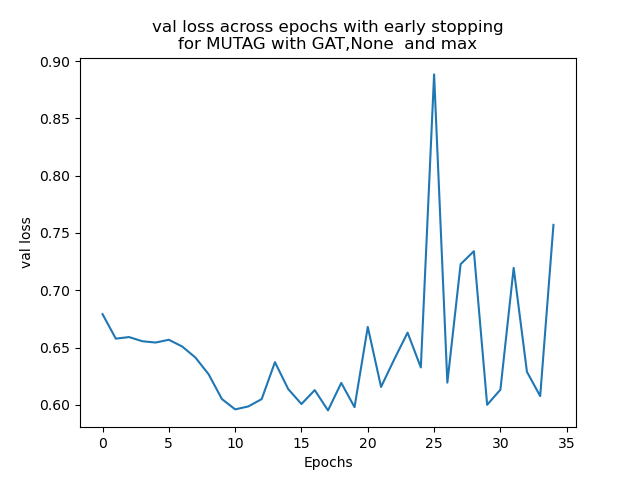 val loss across epochs with early stopping
for MUTAG with GAT,None  and max
0.90
0.85
0.80
0.75
0.70
0.65
0.60
val loss
0 5 10 15 20 25 30 35
Epochs